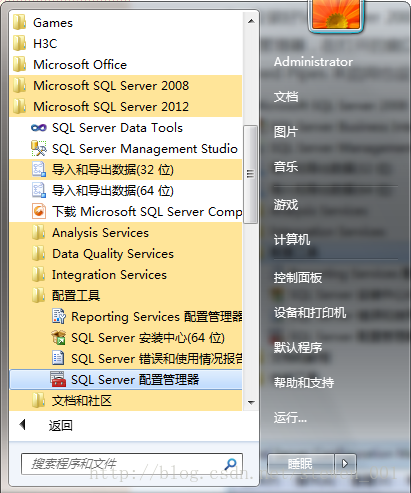 Games
H3C
Microsoft Office
Microsoft SQL Server 2008
Microsoft SQL Server 2012
SQL Server Data Tools
SQL Server Management Studio
导入和导出数据(32 位)
导入和导出数据(64 位)
下载 Microsoft SQL Server Comp
Analysis Services
Data Quality Services
Integration Services
配置工具
Reporting Services 配置管理器
SQL Server 安装中心(64 位)
SQL Server 错误和使用情况报告
SQL Server 配置管理器
文档和社区
返回
搜索程序和文件
Administrator
文档
图片
音乐
游戏
计算机
控制面板
设备和打印机
默认程序
帮助和支持
运行...
睡眠